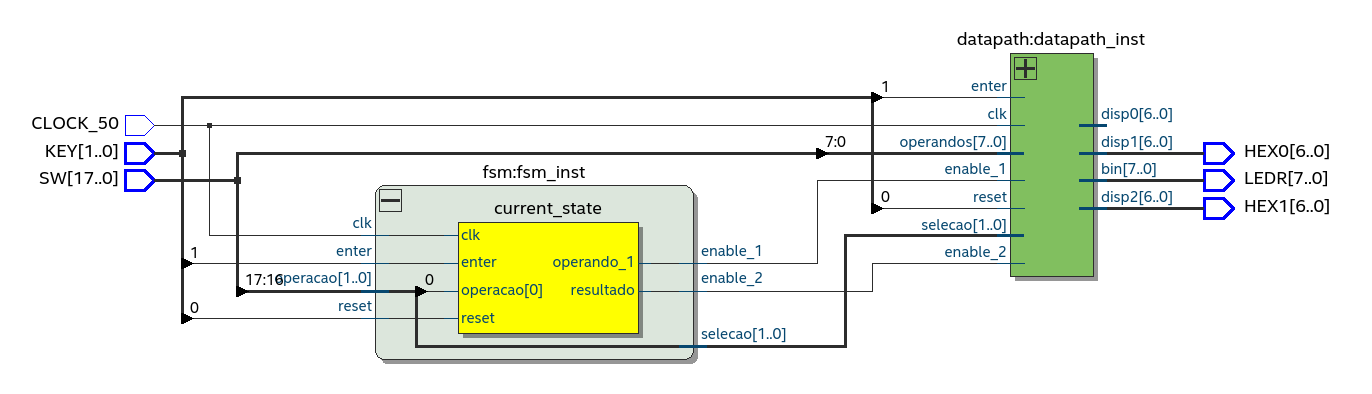 datapath:datapath_inst
1
enter
CLOCK_50
clk
disp0[6..0]
KEY[1..0]
7:0
operandos[7..0]
disp1[6..0]
HEX0[6..0]
SW[17..0]
fsm:fsm_inst
enable_1
bin[7..0]
LEDR[7..0]
current_state
0
reset
disp2[6..0]
HEX1[6..0]
clk
clk
selecao[1..0]
1
enter
enter
operando_1
enable_1
enable_2
17:16
operacao[1..0]
0
operacao[0]
resultado
enable_2
0
reset
reset
selecao[1..0]